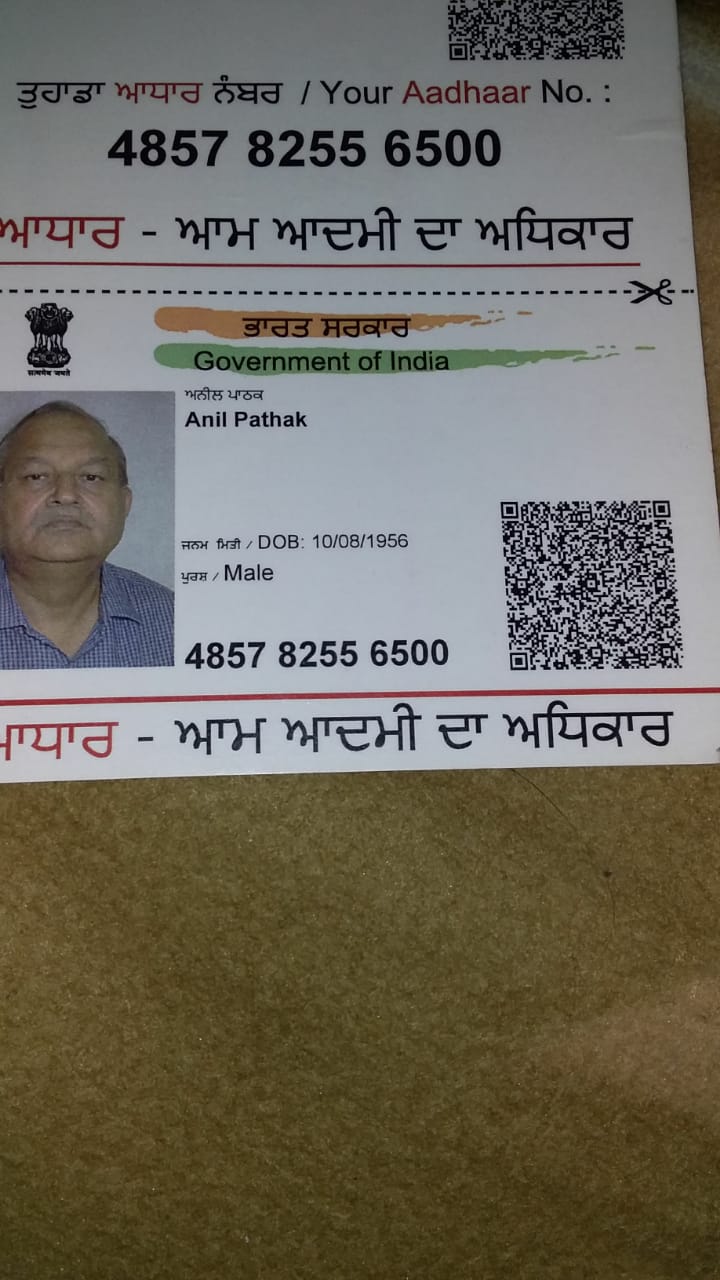 ਤੁਹਾਡਾ ਆਧਾਰ ਨੰਬਰ / Your Aadhaar No. :
4857 8255 6500
ਆਧਾਰ - ਆਮ ਆਦਮੀ ਦਾ ਅਧਿਕਾਰ
ਭਾਰਤ ਸਰਕਾਰ
Government of India
सत्यमेव जयते
ਅਨੀਲ ਪਾਠਕ
Anil Pathak
ਜਨਮ ਮਿਤੀ / DOB: 10/08/1956
ਪੁਰਸ਼ / Male
4857 8255 6500
ਆਧਾਰ - ਆਮ ਆਦਮੀ ਦਾ ਅਧਿਕਾਰ